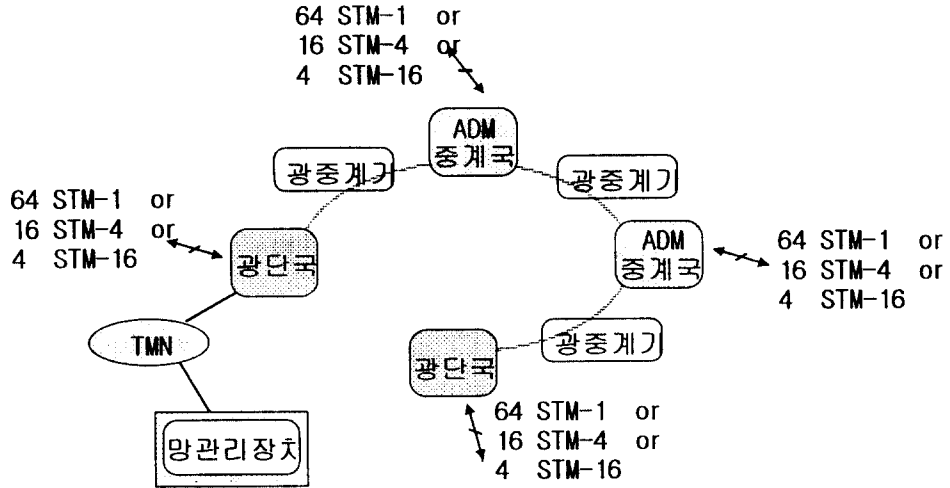 64 STM-1 or
16 STM-4 or
4 STM-16
ADM
중계국
광중계기
광중계기
64 STM-1 or
16 STM-4 or
4 STM-16
광단국
ADM
중계국
64 STM-1 or
16 STM-4 or
4 STM-16
TMN
광중계기
광단국
64 STM-1 or
16 STM-4 or
4 STM-16
망관리장치